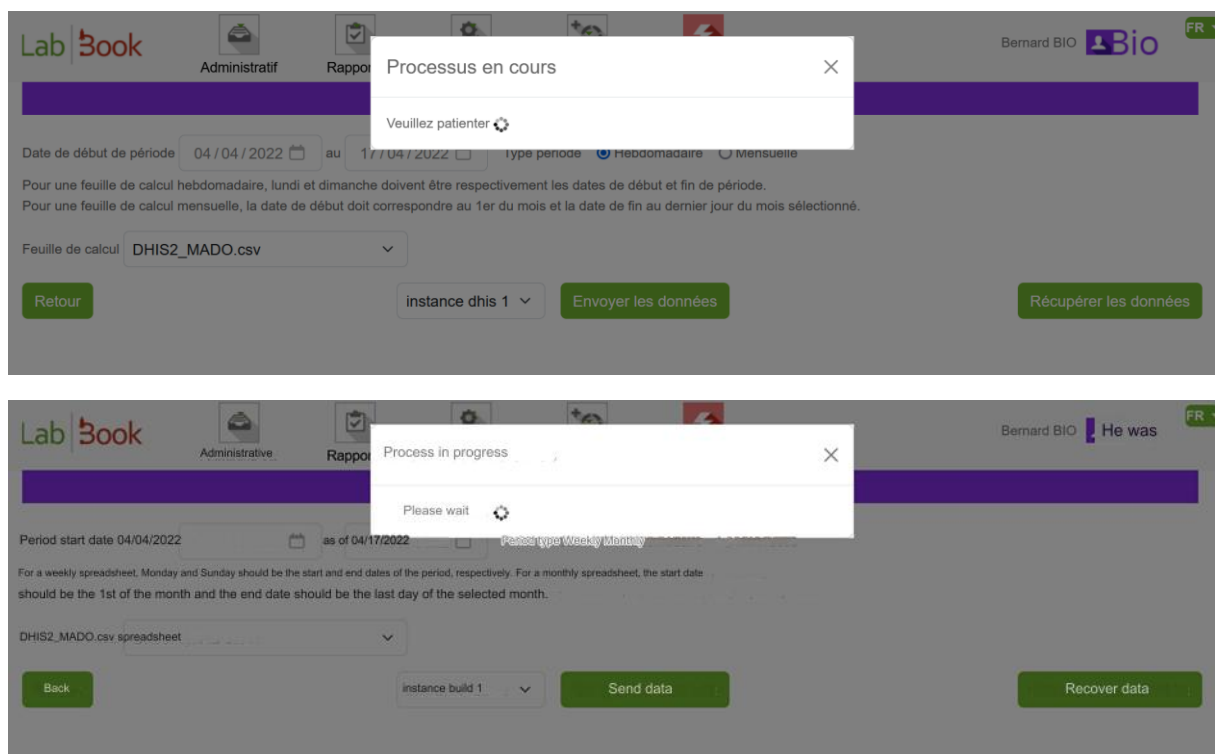 Lab Book
Administratif
Rappor
Bernard BIO Bio
FR
Processus en cours
Veuillez patienter
Date de début de période 04/04/2022 au 17/04/2022 Type période Hebdomadaire Mensuelle
Pour une feuille de calcul hebdomadaire, lundi et dimanche doivent être respectivement les dates de début et fin de période.
Pour une feuille de calcul mensuelle, la date de début doit correspondre au 1er du mois et la date de fin au dernier jour du mois sélectionné.
Feuille de calcul DHIS2_MADO.csv
Retour
instance dhis 1
Envoyer les données
Récupérer les données
Lab Book
Administrative
Rappor
Bernard BIO He was
FR
Process in progress
Please wait
Period start date 04/04/2022 as of 04/17/2022 Period type Weekly Monthly
For a weekly spreadsheet, Monday and Sunday should be the start and end dates of the period, respectively. For a monthly spreadsheet, the start date
should be the 1st of the month and the end date should be the last day of the selected month.
DHIS2_MADO.csv spreadsheet
Back
instance build 1
Send data
Recover data